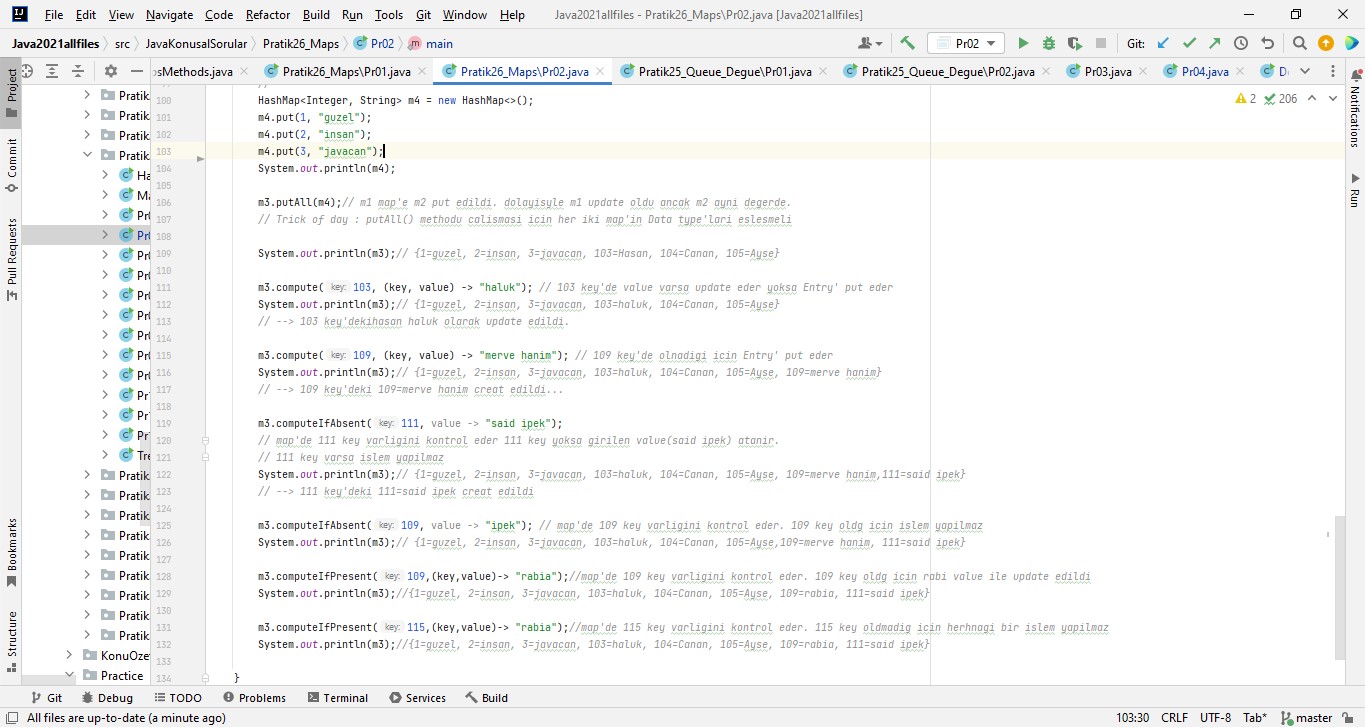 File Edit View Navigate Code Refactor Build Run Tools Git Window Help Java2021allfiles - Pratik26_Maps\Pr02.java [Java2021allfiles]
Java2021allfiles src JavaKonusalSorular Pratik26_Maps Pr02 main Pr02 Git:
osMethods.java Pratik26_Maps\Pr01.java Pratik26_Maps\Pr02.java Pratik25_Queue_Degue\Pr01.java Pratik25_Queue_Degue\Pr02.java Pr03.java Pr04.java D
Project
Commit
Pull Requests
Bookmarks
Structure
Notifications
Run
Pratik
Pratik
Pratik
Pratik
Ha
Ma
Pr0
Pr0
Pr0
Pr0
Pr0
Pr0
Pr0
Pr0
Pr0
Pr1
Pr1
Pr1
Tre
Pratik
Pratik
Pratik
Pratik
Pratik
Pratik
Pratik
Pratik
Pratik
KonuOze
Practice
2 206
100 HashMap<Integer, String> m4 = new HashMap<>();
101 m4.put(1, "guzel");
102 m4.put(2, "insan");
103 m4.put(3, "javacan");
104 System.out.println(m4);
105
106 m3.putAll(m4);// m1 map'e m2 put edildi. dolayisyle m1 update oldu ancak m2 ayni degerde.
107 // Trick of day : putAll() methodu calismasi icin her iki map'in Data type'lari eslesmeli
108
109 System.out.println(m3);// {1=guzel, 2=insan, 3=javacan, 103=Hasan, 104=Canan, 105=Ayse}
110
111 m3.compute( key: 103, (key, value) -> "haluk"); // 103 key'de value varsa update eder yoksa Entry' put eder
112 System.out.println(m3);// {1=guzel, 2=insan, 3=javacan, 103=haluk, 104=Canan, 105=Ayse}
113 // --> 103 key'dekihasan haluk olarak update edildi.
114
115 m3.compute( key: 109, (key, value) -> "merve hanim"); // 109 key'de olnadigi icin Entry' put eder
116 System.out.println(m3);// {1=guzel, 2=insan, 3=javacan, 103=haluk, 104=Canan, 105=Ayse, 109=merve hanim}
117 // --> 109 key'deki 109=merve hanim creat edildi...
118
119 m3.computeIfAbsent( key: 111, value -> "said ipek");
120 // map'de 111 key varligini kontrol eder 111 key yoksa girilen value(said ipek) atanir.
121 // 111 key varsa islem yapilmaz
122 System.out.println(m3);// {1=guzel, 2=insan, 3=javacan, 103=haluk, 104=Canan, 105=Ayse, 109=merve hanim,111=said ipek}
123 // --> 111 key'deki 111=said ipek creat edildi
124
125 m3.computeIfAbsent( key: 109, value -> "ipek"); // map'de 109 key varligini kontrol eder. 109 key oldg icin islem yapilmaz
126 System.out.println(m3);// {1=guzel, 2=insan, 3=javacan, 103=haluk, 104=Canan, 105=Ayse,109=merve hanim, 111=said ipek}
127
128 m3.computeIfPresent( key: 109,(key,value)-> "rabia");//map'de 109 key varligini kontrol eder. 109 key oldg icin rabi value ile update edildi
129 System.out.println(m3);//{1=guzel, 2=insan, 3=javacan, 103=haluk, 104=Canan, 105=Ayse, 109=rabia, 111=said ipek}
130
131 m3.computeIfPresent( key: 115,(key,value)-> "rabia");//map'de 115 key varligini kontrol eder. 115 key oldmadig icin herhnagi bir islem yapilmaz
132 System.out.println(m3);//{1=guzel, 2=insan, 3=javacan, 103=haluk, 104=Canan, 105=Ayse, 109=rabia, 111=said ipek}
133
134 }
Git Debug TODO Problems Terminal Services Build
All files are up-to-date (a minute ago) 103:30 CRLF UTF-8 Tab* master